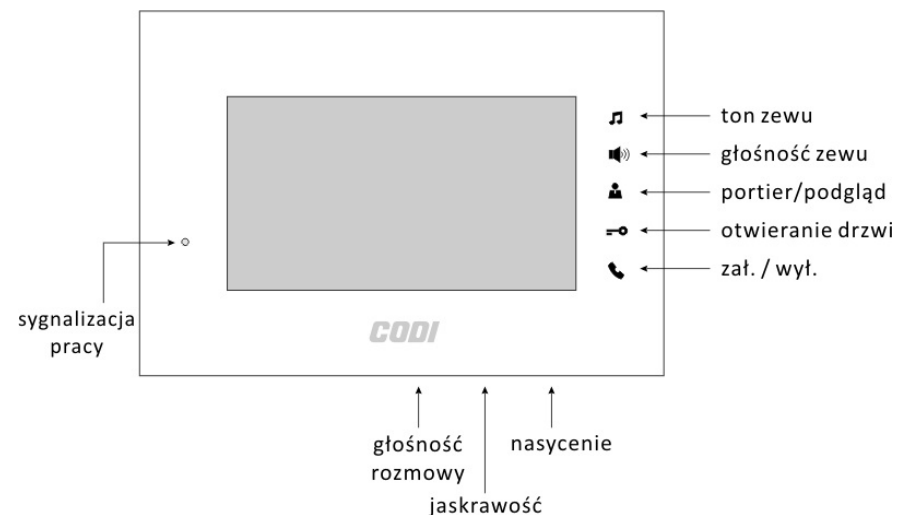 ton zewu
głośność zewu
portier/podgląd
otwieranie drzwi
zał. / wył.
sygnalizacja
pracy
CODI
głośność
rozmowy
nasycenie
jaskrawość